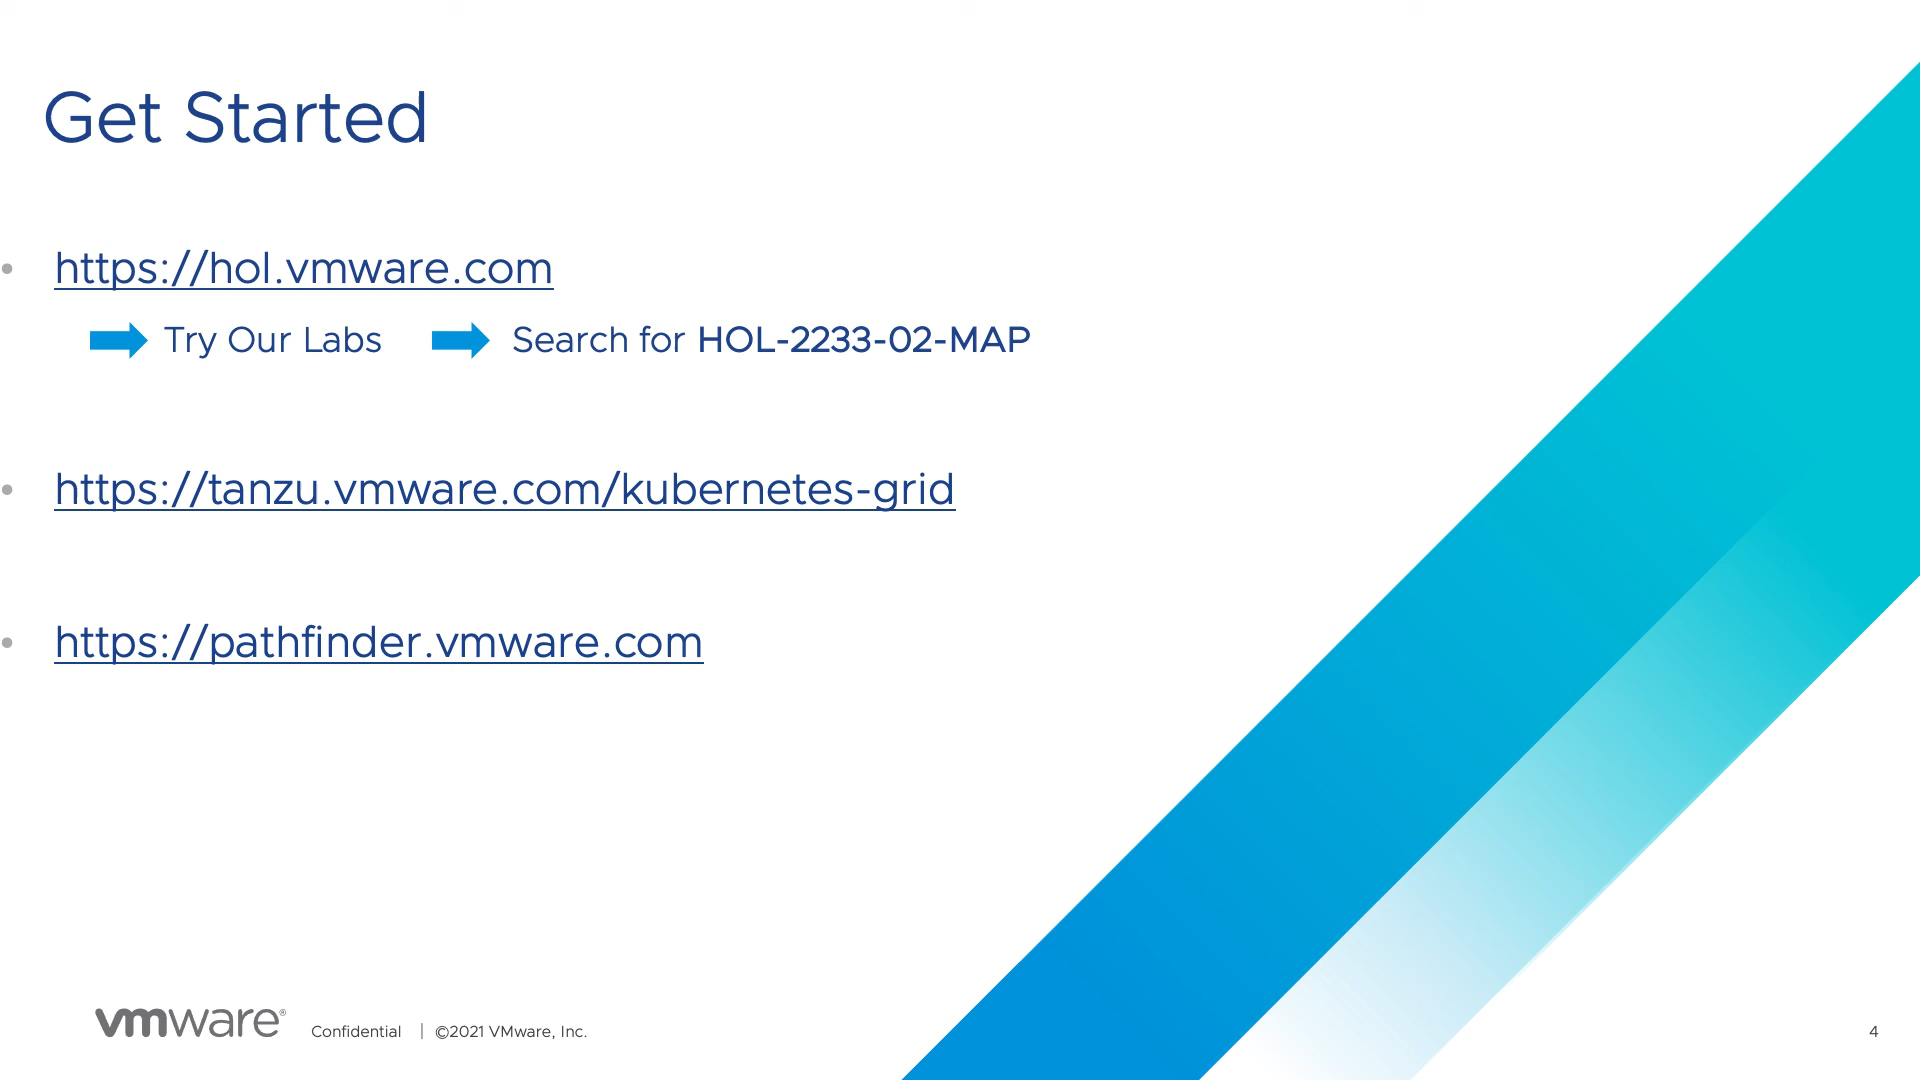 Get Started
• https://hol.vmware.com
Try Our Labs Search for HOL-2233-02-MAP
• https://tanzu.vmware.com/kubernetes-grid
• https://pathfinder.vmware.com
vmware® Confidential | ©2021 VMware, Inc. 4